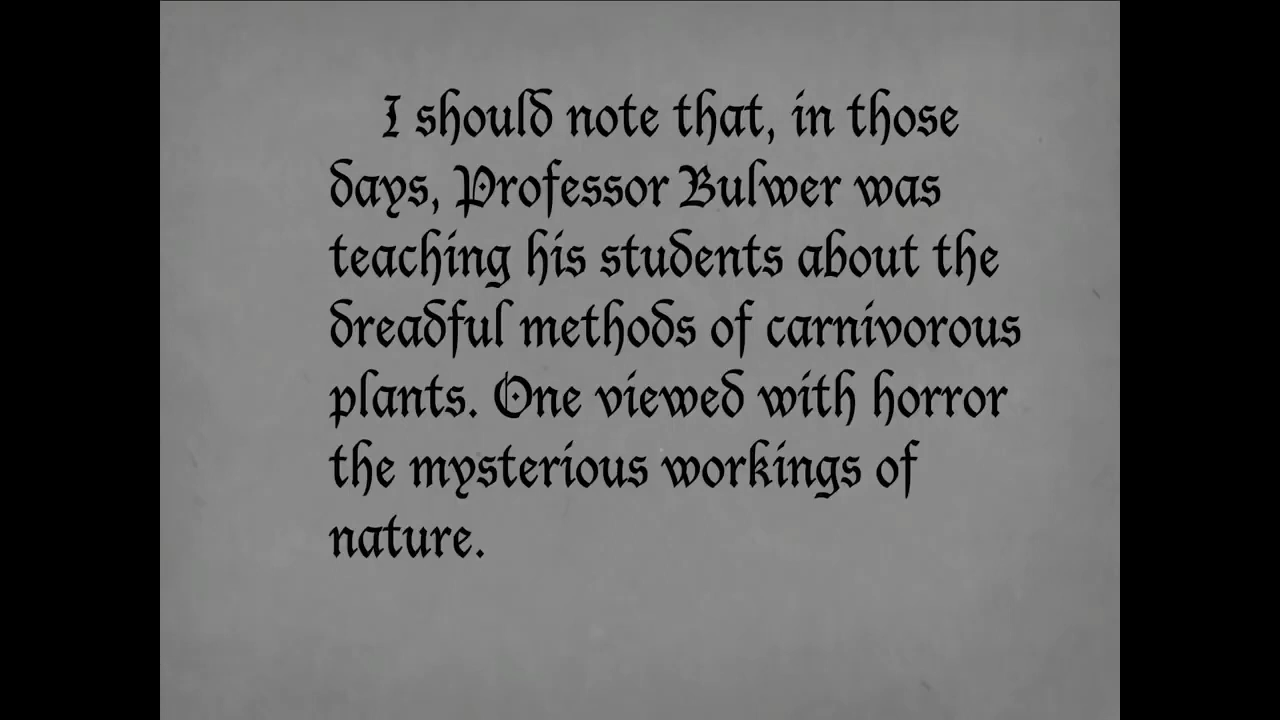 I should note that, in those
days, Professor Bulwer was
teaching his students about the
dreadful methods of carnivorous
plants. One viewed with horror
the mysterious workings of
nature.